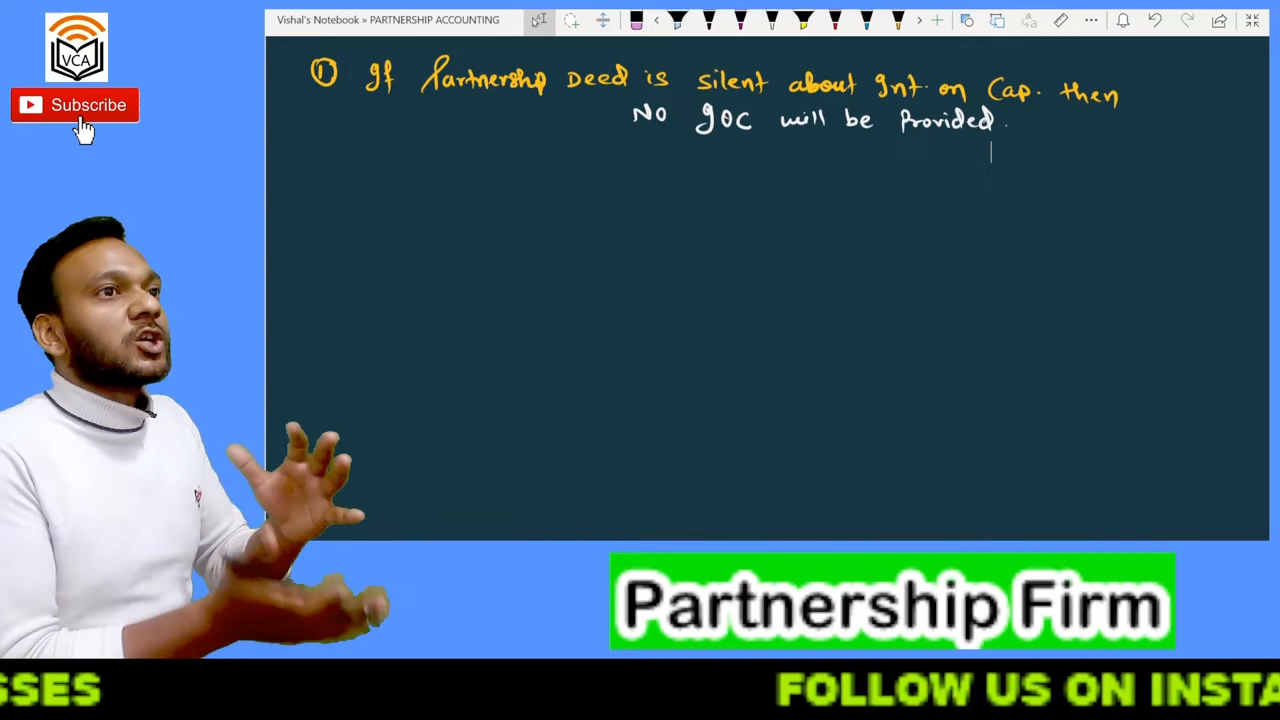 Vishal's Notebook » PARTNERSHIP ACCOUNTING
VCA
Subscribe
① If Partnership Deed is silent about Int. on Cap. then
NO IOC will be Provided.
Partnership Firm
SSES
FOLLOW US ON INSTA